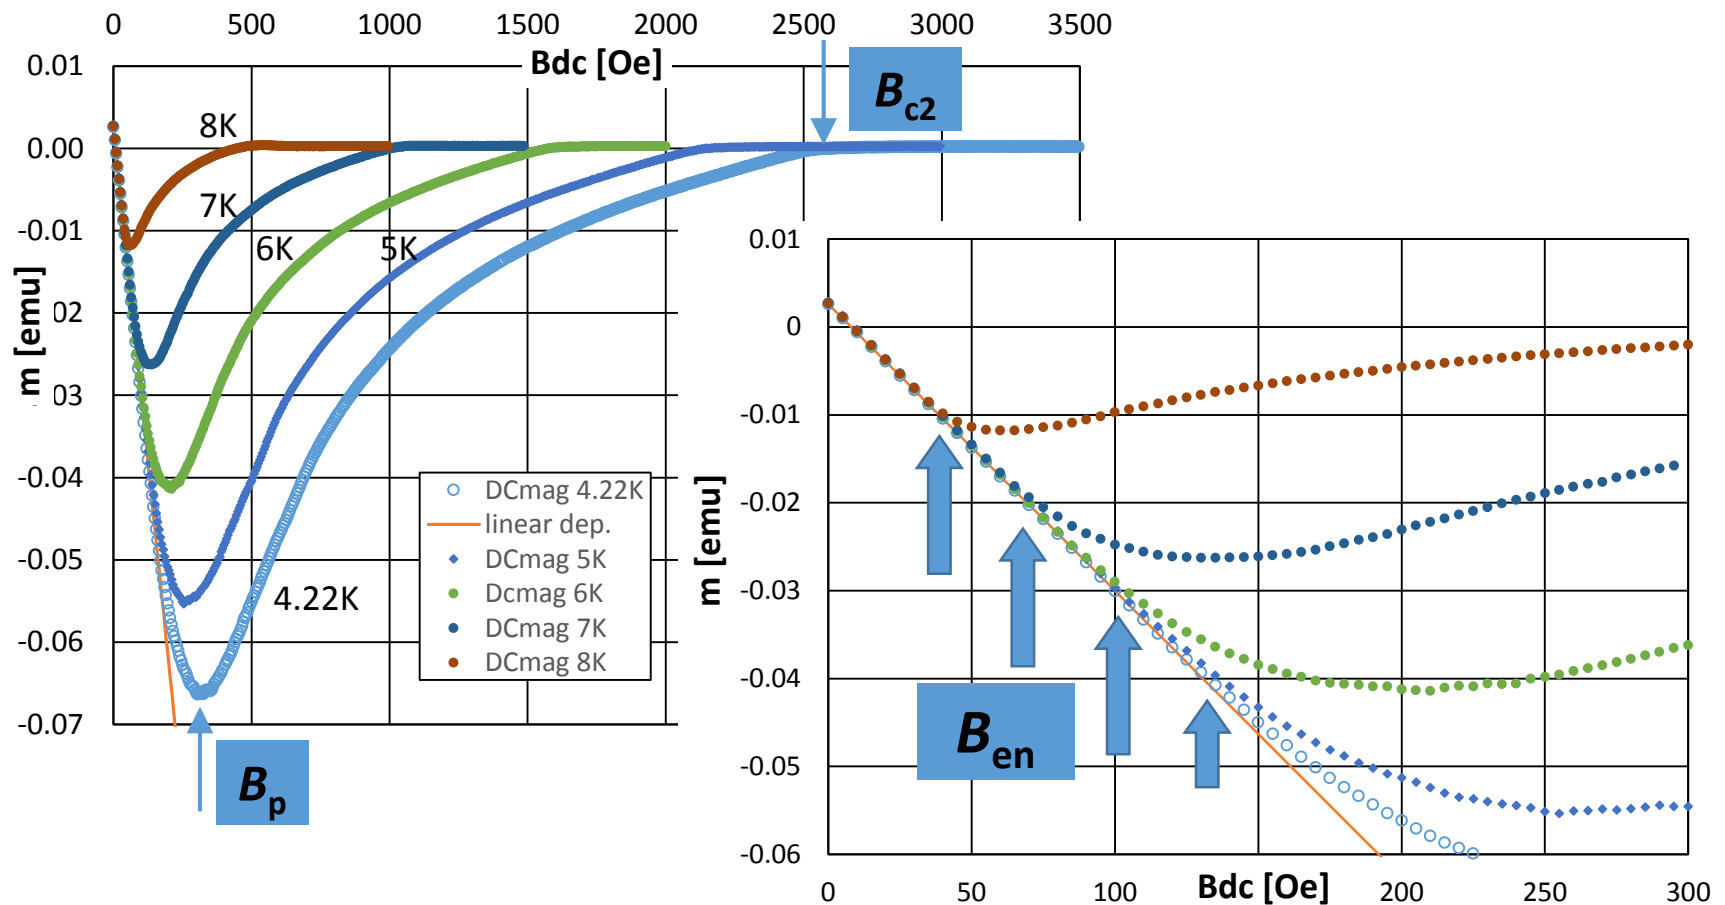 0 500 1000 1500 2000 2500 3000 3500
Bdc [Oe]
0.01
0.00
-0.01
02
03
-0.04
-0.05
-0.06
-0.07
m [emu]
8K
7K
6K
5K
4.22K
Bc2
Bp
DCmag 4.22K
linear dep.
DCmag 5K
Dcmag 6K
DCmag 7K
DCmag 8K
0.01
0
-0.01
-0.02
-0.03
-0.04
-0.05
-0.06
m [emu]
Ben
0 50 100 200 250 300
Bdc [Oe]